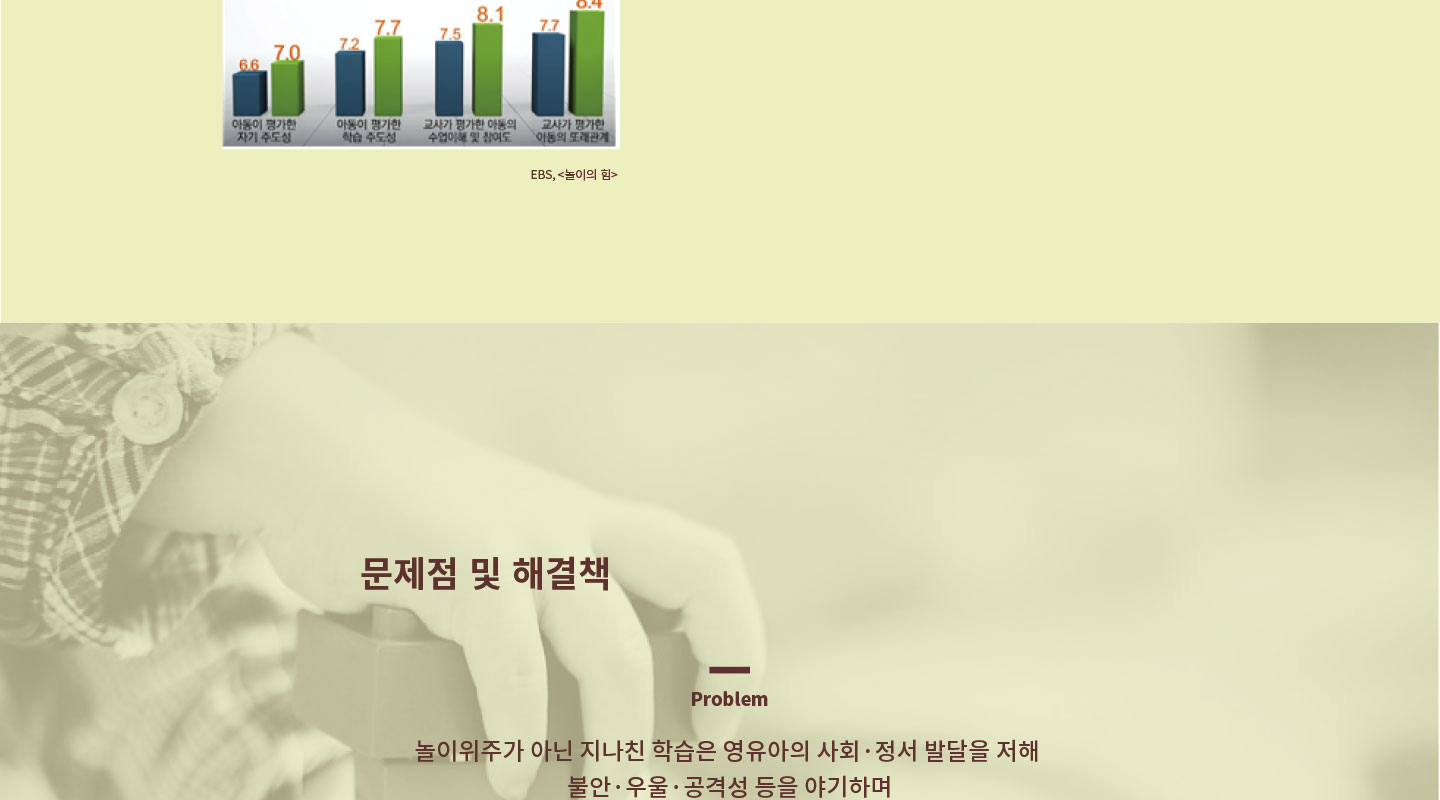 8.4
8.1
7.7
7.7
7.5
7.2
7.0
6.6
아동이 평가한
자기 주도성
아동이 평가한
학습 주도성
교사가 평가한 아동의
수업이해 및 참여도
교사가 평가한
아동의 또래관계
EBS, <놀이의 힘>
문제점 및 해결책
Problem
놀이위주가 아닌 지나친 학습은 영유아의 사회·정서 발달을 저해
불안·우울·공격성 등을 야기하며